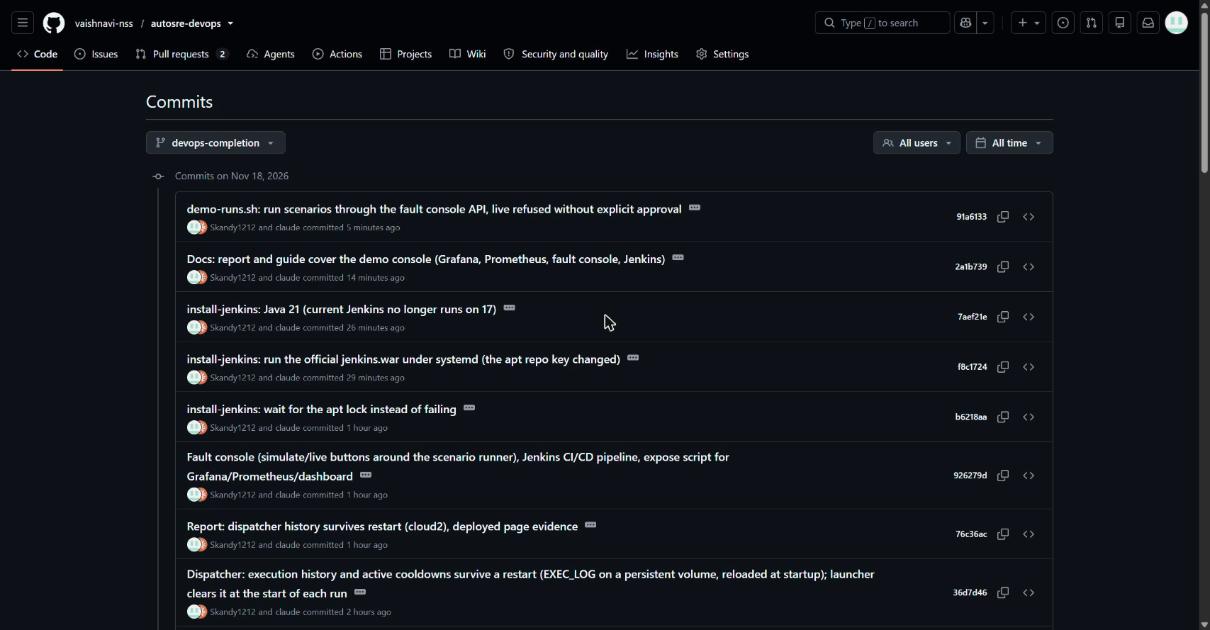 vaishnavi-nss / autosre-devops
Type / to search
Code Issues Pull requests 2 Agents Actions Projects Wiki Security and quality Insights Settings
Commits
devops-completion All users All time
Commits on Nov 18, 2026
demo-runs.sh: run scenarios through the fault console API, live refused without explicit approval
Skandy1212 and claude committed 5 minutes ago
91a6133
Docs: report and guide cover the demo console (Grafana, Prometheus, fault console, Jenkins)
Skandy1212 and claude committed 14 minutes ago
2a1b739
install-jenkins: Java 21 (current Jenkins no longer runs on 17)
Skandy1212 and claude committed 26 minutes ago
7aef21e
install-jenkins: run the official jenkins.war under systemd (the apt repo key changed)
Skandy1212 and claude committed 29 minutes ago
f8c1724
install-jenkins: wait for the apt lock instead of failing
Skandy1212 and claude committed 1 hour ago
b6218aa
Fault console (simulate/live buttons around the scenario runner), Jenkins CI/CD pipeline, expose script for
Grafana/Prometheus/dashboard
Skandy1212 and claude committed 1 hour ago
926279d
Report: dispatcher history survives restart (cloud2), deployed page evidence
Skandy1212 and claude committed 1 hour ago
76c36ac
Dispatcher: execution history and active cooldowns survive a restart (EXEC_LOG on a persistent volume, reloaded at startup); launcher
clears it at the start of each run
Skandy1212 and claude committed 2 hours ago
36d7d46